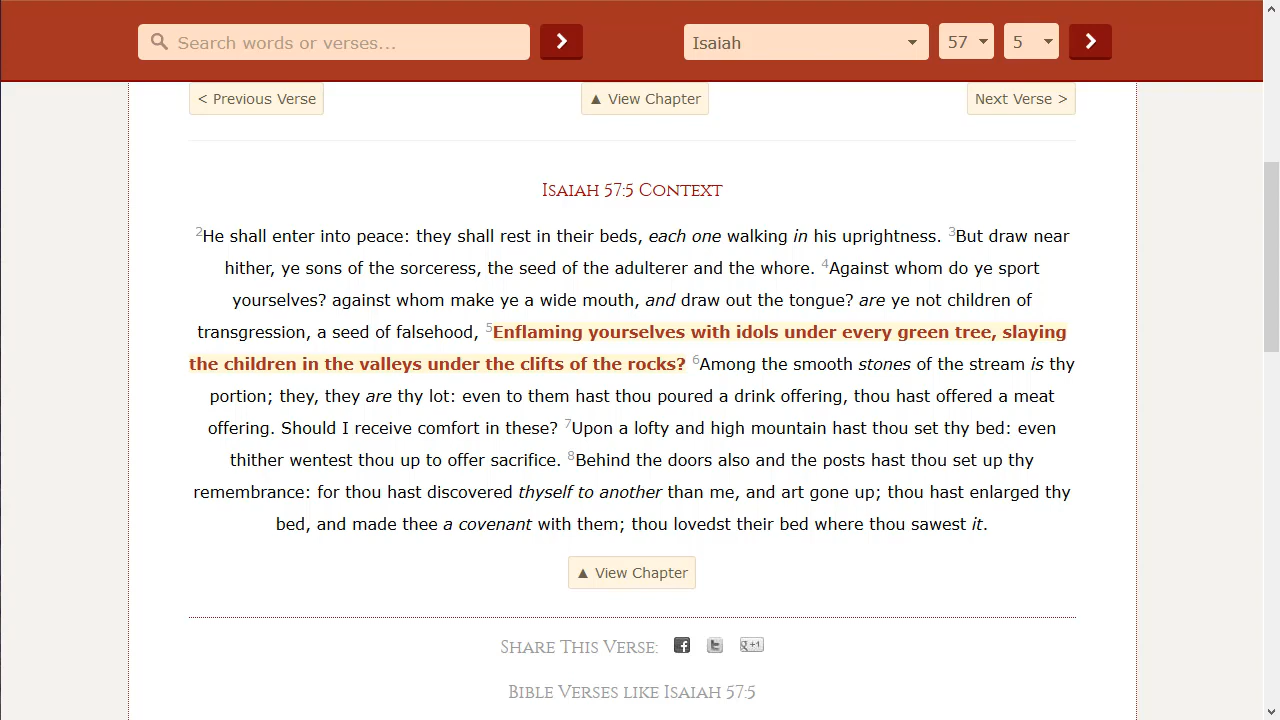 Search words or verses...
Isaiah 57 5
< Previous Verse ▲ View Chapter Next Verse >
Isaiah 57:5 Context
2He shall enter into peace: they shall rest in their beds, each one walking in his uprightness. 3But draw near
hither, ye sons of the sorceress, the seed of the adulterer and the whore. 4Against whom do ye sport
yourselves? against whom make ye a wide mouth, and draw out the tongue? are ye not children of
transgression, a seed of falsehood, 5Enflaming yourselves with idols under every green tree, slaying
the children in the valleys under the clifts of the rocks? 6Among the smooth stones of the stream is thy
portion; they, they are thy lot: even to them hast thou poured a drink offering, thou hast offered a meat
offering. Should I receive comfort in these? 7Upon a lofty and high mountain hast thou set thy bed: even
thither wentest thou up to offer sacrifice. 8Behind the doors also and the posts hast thou set up thy
remembrance: for thou hast discovered thyself to another than me, and art gone up; thou hast enlarged thy
bed, and made thee a covenant with them; thou lovedst their bed where thou sawest it.
▲ View Chapter
Share This Verse: f t g+1
Bible Verses like Isaiah 57:5